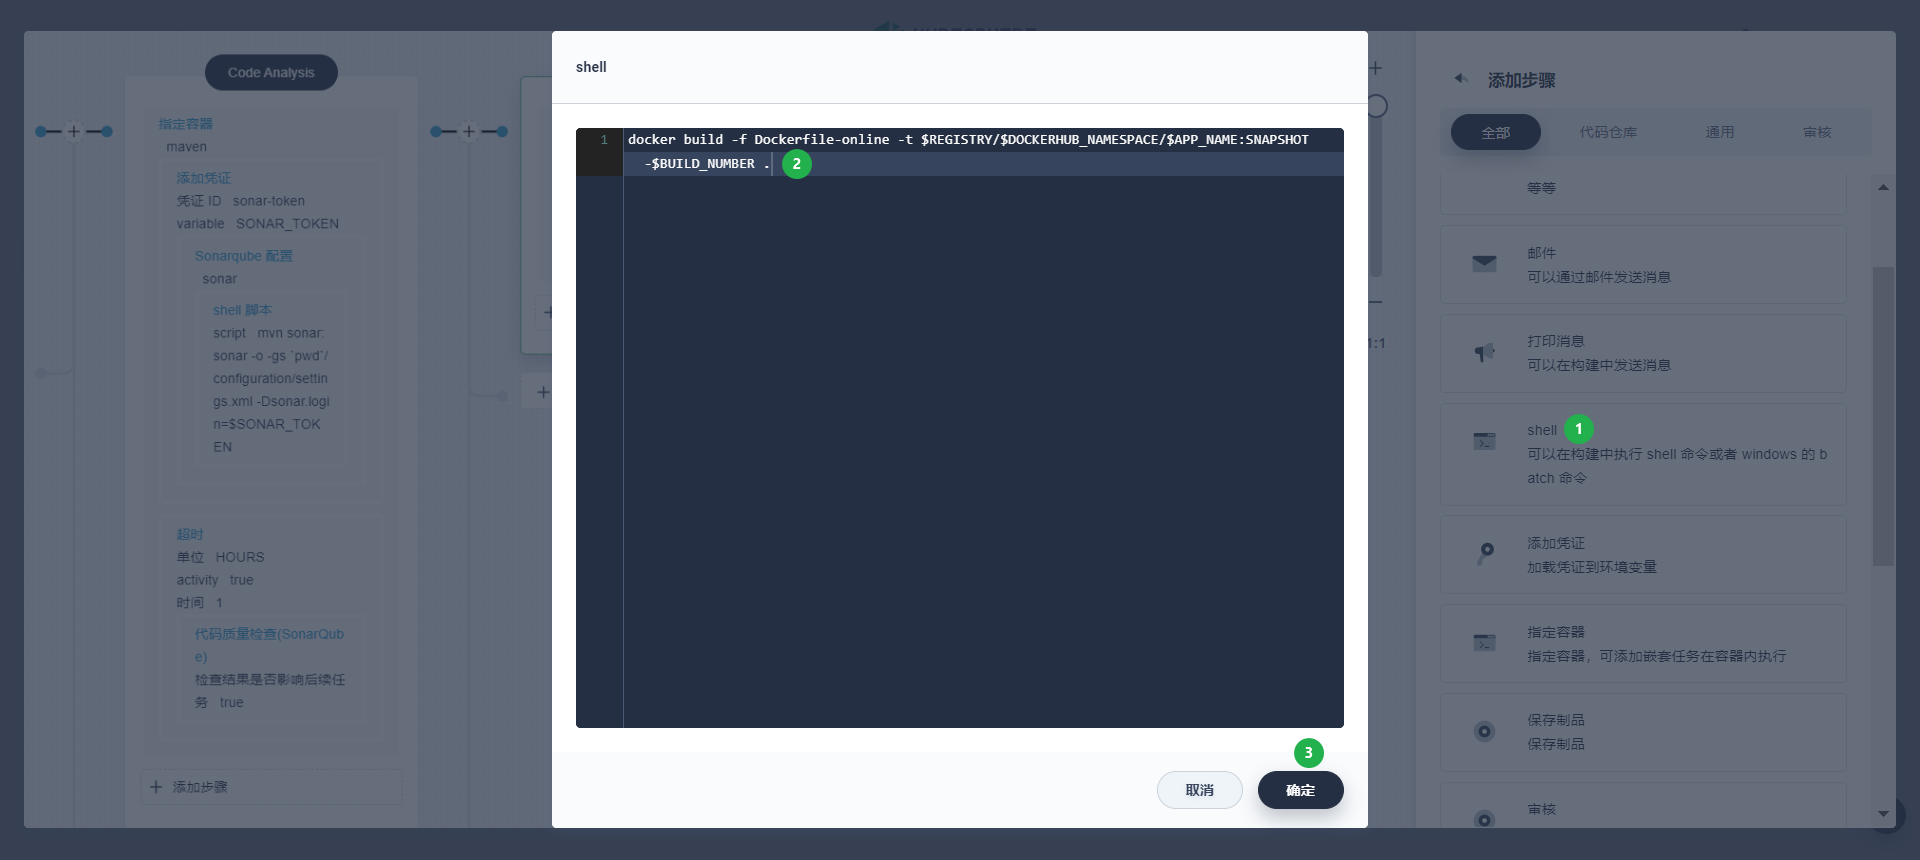 Code Analysis
指定容器
maven
添加凭证
凭证 ID sonar-token
variable SONAR_TOKEN
Sonarqube 配置
sonar
shell 脚本
script mvn sonar:
sonar -o -gs `pwd`/
configuration/settin
gs.xml -Dsonar.logi
n=$SONAR_TOK
EN
超时
单位 HOURS
activity true
时间 1
代码质量检查(SonarQub
e)
检查结果是否影响后续任
务 true
添加步骤
shell
1
docker build -f Dockerfile-online -t $REGISTRY/$DOCKERHUB_NAMESPACE/$APP_NAME:SNAPSHOT
-$BUILD_NUMBER .
2
3
取消
确定
1:1
添加步骤
全部
代码仓库
通用
审核
等等
邮件
可以通过邮件发送消息
打印消息
可以在构建中发送消息
shell
1
可以在构建中执行 shell 命令或者 windows 的 b
atch 命令
添加凭证
加载凭证到环境变量
指定容器
指定容器，可添加嵌套任务在容器内执行
保存制品
保存制品
审核